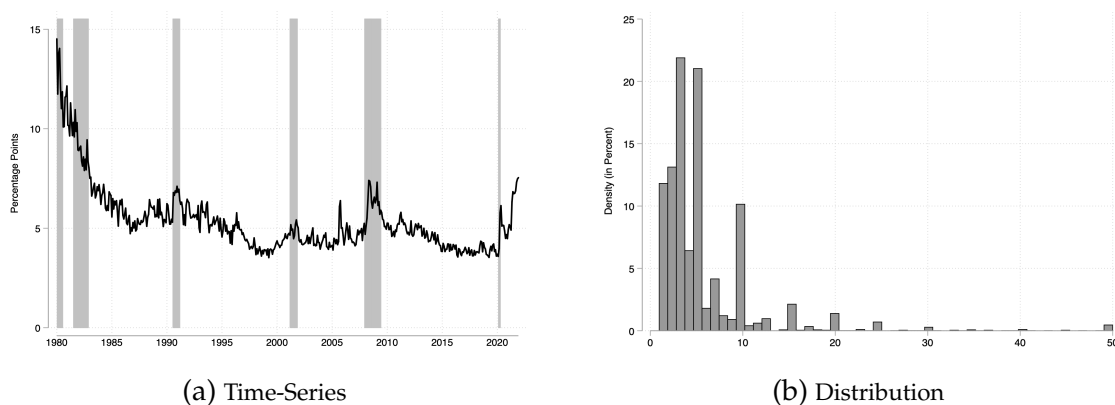 15
10
5
0
Percentage Points
1980 1985 1990 1995 2000 2005 2010 2015 2020
(a) Time-Series
25
20
15
10
5
0
Density (in Percent)
0 10 20 30 40 50
(b) Distribution